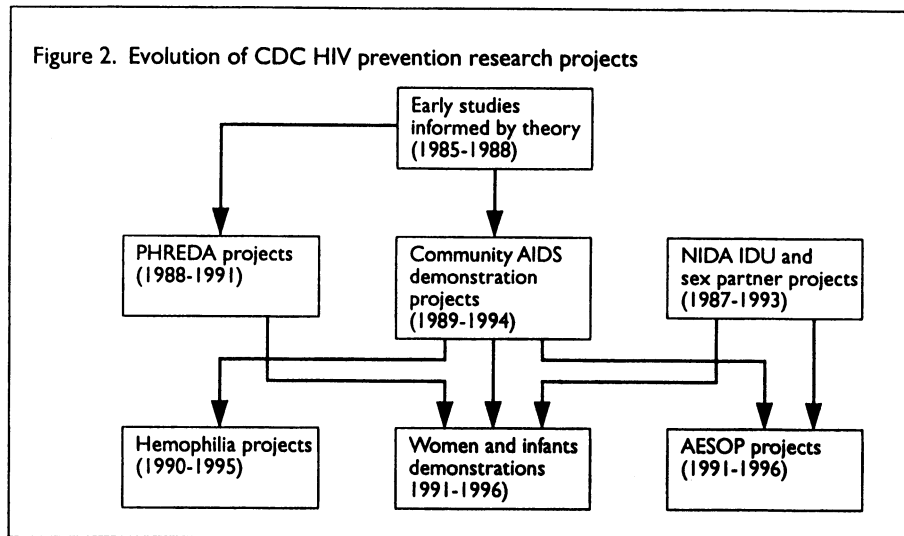 Figure 2. Evolution of CDC HIV prevention research projects
Early studies
informed by theory
(1985-1988)
PHREDA projects
(1988-1991)
Community AIDS
demonstration
projects
(1989-1994)
NIDA IDU and
sex partner projects
(1987-1993)
Hemophilia projects
(1990-1995)
Women and infants
demonstrations
1991-1996)
AESOP projects
(1991-1996)